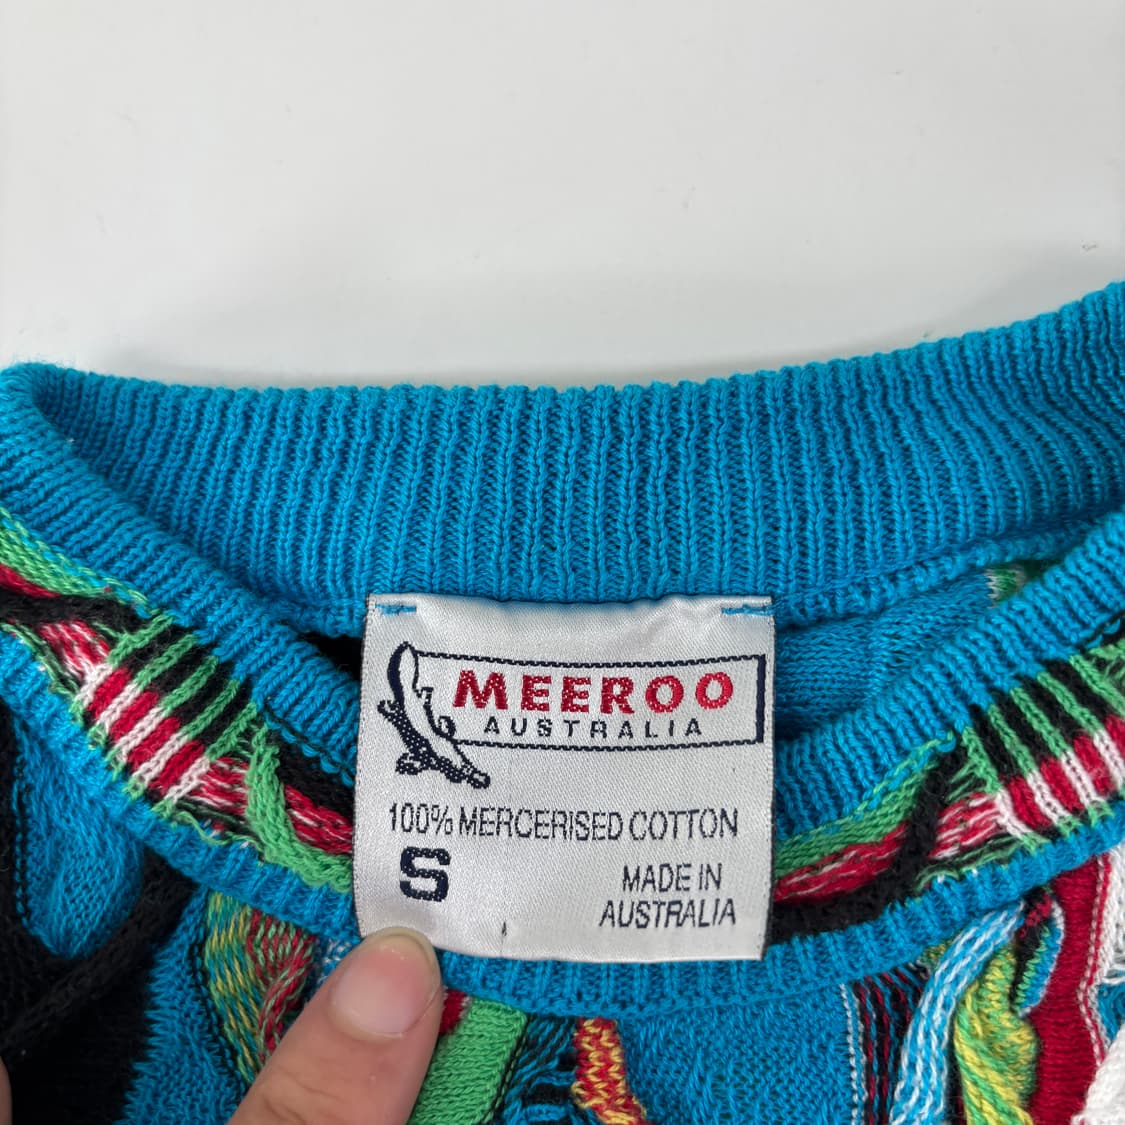 MEEROO
AUSTRALIA
100% MERCERISED COTTON
S
MADE IN
AUSTRALIA